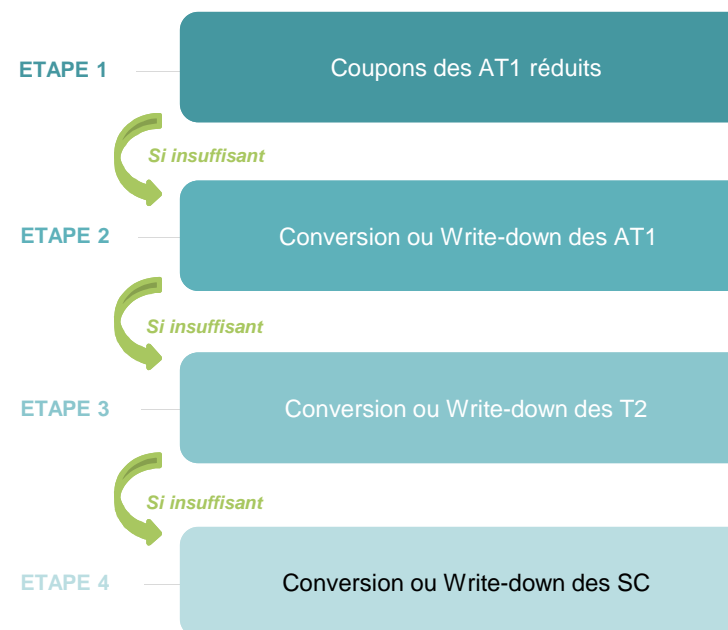 ETAPE 1
Coupons des AT1 réduits
Si insuffisant
ETAPE 2
Conversion ou Write-down des AT1
Si insuffisant
ETAPE 3
Conversion ou Write-down des T2
Si insuffisant
ETAPE 4
Conversion ou Write-down des SC